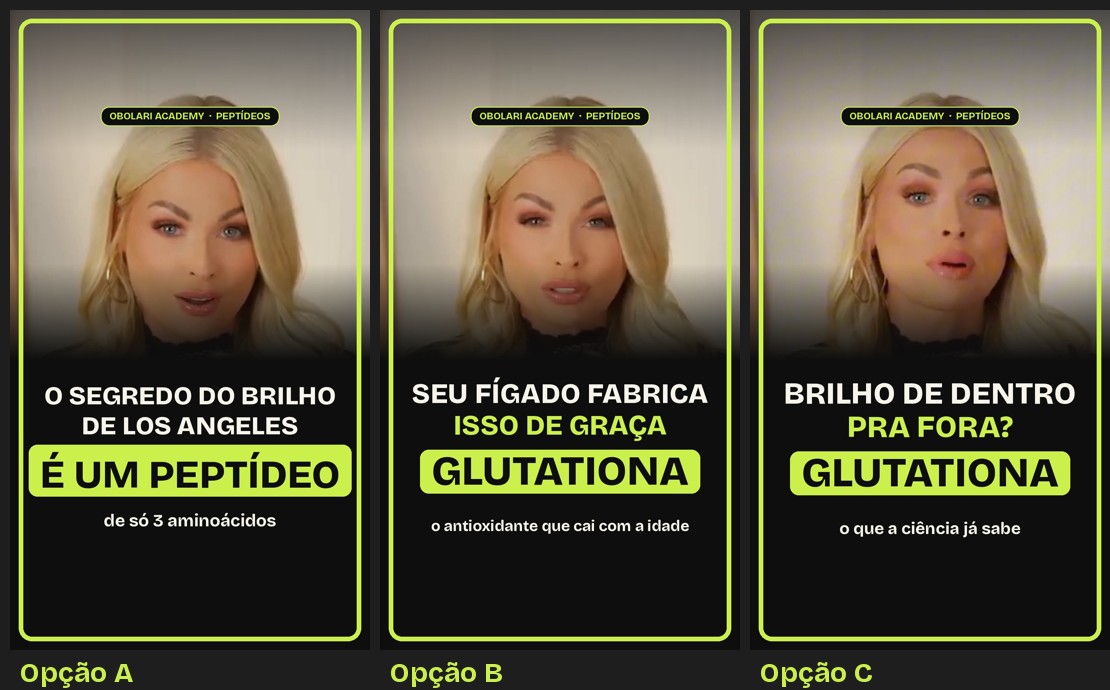 OBOLARI ACADEMY · PEPTÍDEOS
O SEGREDO DO BRILHO
DE LOS ANGELES
É UM PEPTÍDEO
de só 3 aminoácidos
Opção A
OBOLARI ACADEMY · PEPTÍDEOS
SEU FÍGADO FABRICA
ISSO DE GRAÇA
GLUTATIONA
o antioxidante que cai com a idade
Opção B
OBOLARI ACADEMY · PEPTÍDEOS
BRILHO DE DENTRO
PRA FORA?
GLUTATIONA
o que a ciência já sabe
Opção C